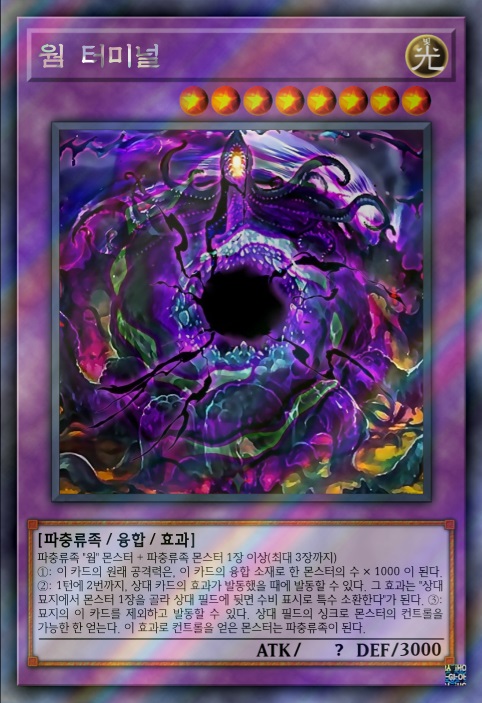 웜 터미널
光
[파충류족 / 융합 / 효과]
파충류족 "웜" 몬스터 + 파충류족 몬스터 1장 이상(최대 3장까지)
①: 이 카드의 원래 공격력은, 이 카드의 융합 소재로 한 몬스터의 수 × 1000 이 된다.
②: 1턴에 2번까지, 상대 카드의 효과가 발동했을 때에 발동할 수 있다. 그 효과는 "상대
묘지에서 몬스터 1장을 골라 상대 필드에 뒷면 수비 표시로 특수 소환한다"가 된다. ③:
묘지의 이 카드를 제외하고 발동할 수 있다. 상대 필드의 싱크로 몬스터의 컨트롤을
가능한 한 얻는다. 이 효과로 컨트롤을 얻은 몬스터는 파충류족이 된다.
ATK / ? DEF/3000